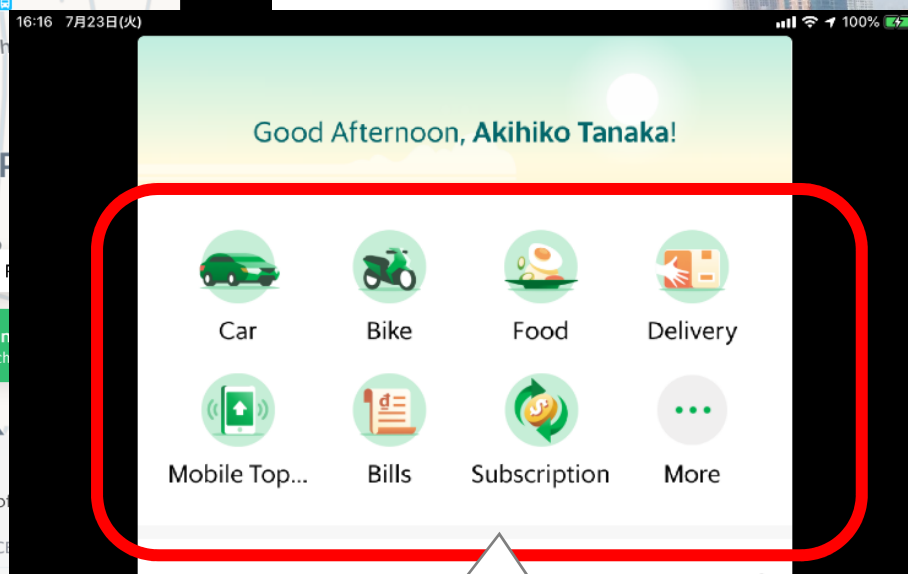 16:16 7月23日(火)
100%
Good Afternoon, Akihiko Tanaka!
Car Bike Food Delivery
đ
Mobile Top... Bills Subscription More